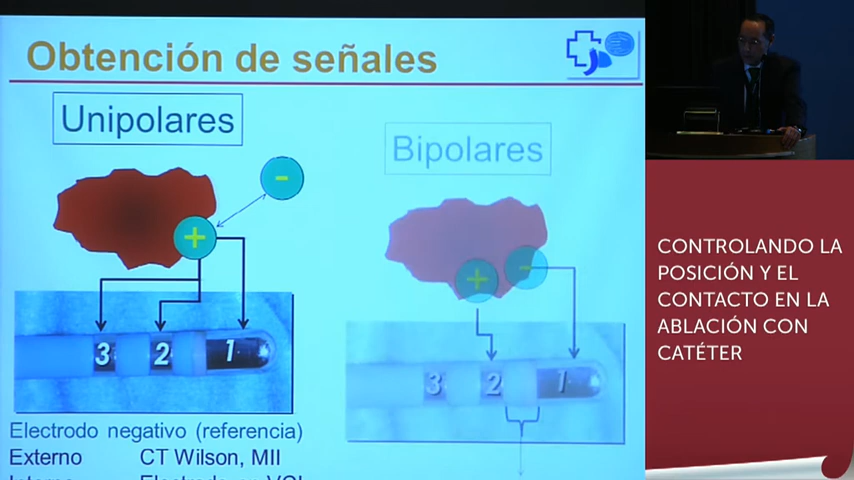 Obtención de señales
Unipolares
Bipolares
-
+
+
-
3 2 1
3 2 1
Electrodo negativo (referencia)
Externo CT Wilson, MII
CONTROLANDO LA
POSICIÓN Y EL
CONTACTO EN LA
ABLACIÓN CON
CATÉTER